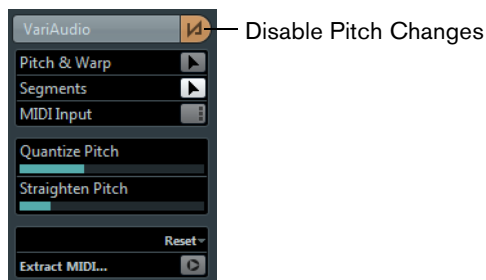 VariAudio
Disable Pitch Changes
Pitch & Warp
Segments
MIDI Input
Quantize Pitch
Straighten Pitch
Reset
Extract MIDI...